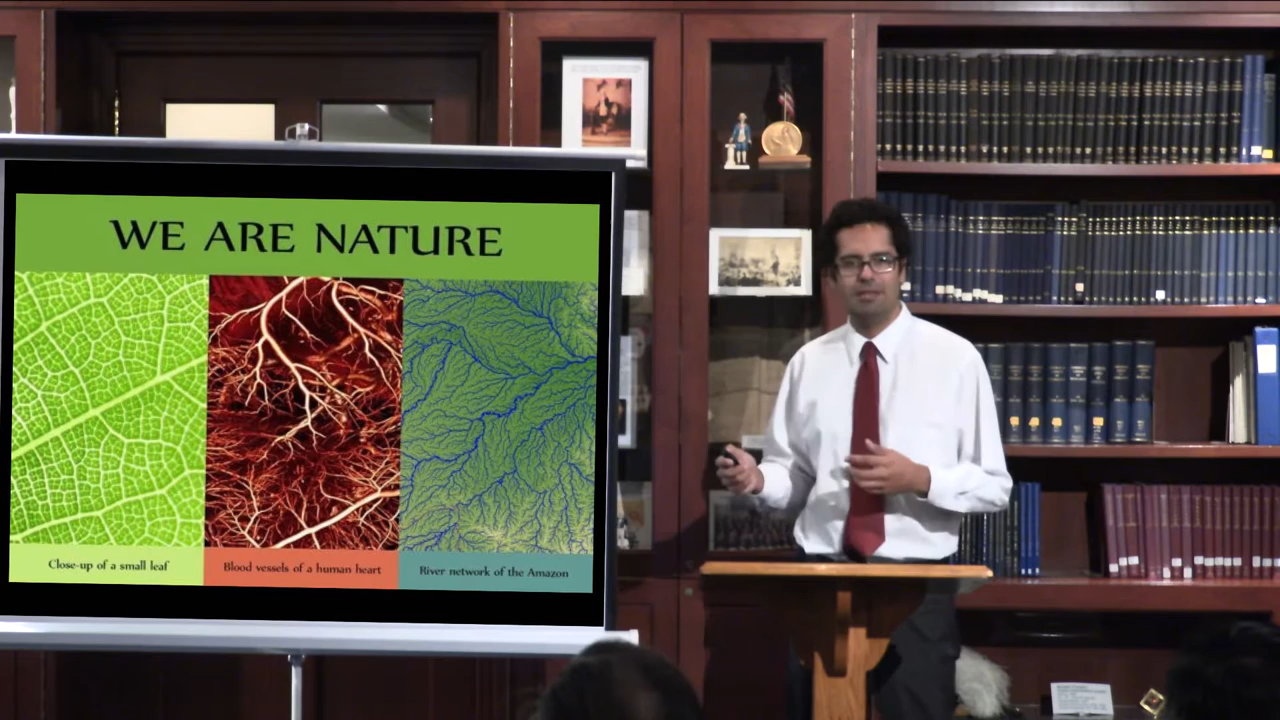 WE ARE NATURE
Close-up of a small leaf
Blood vessels of a human heart
River network of the Amazon